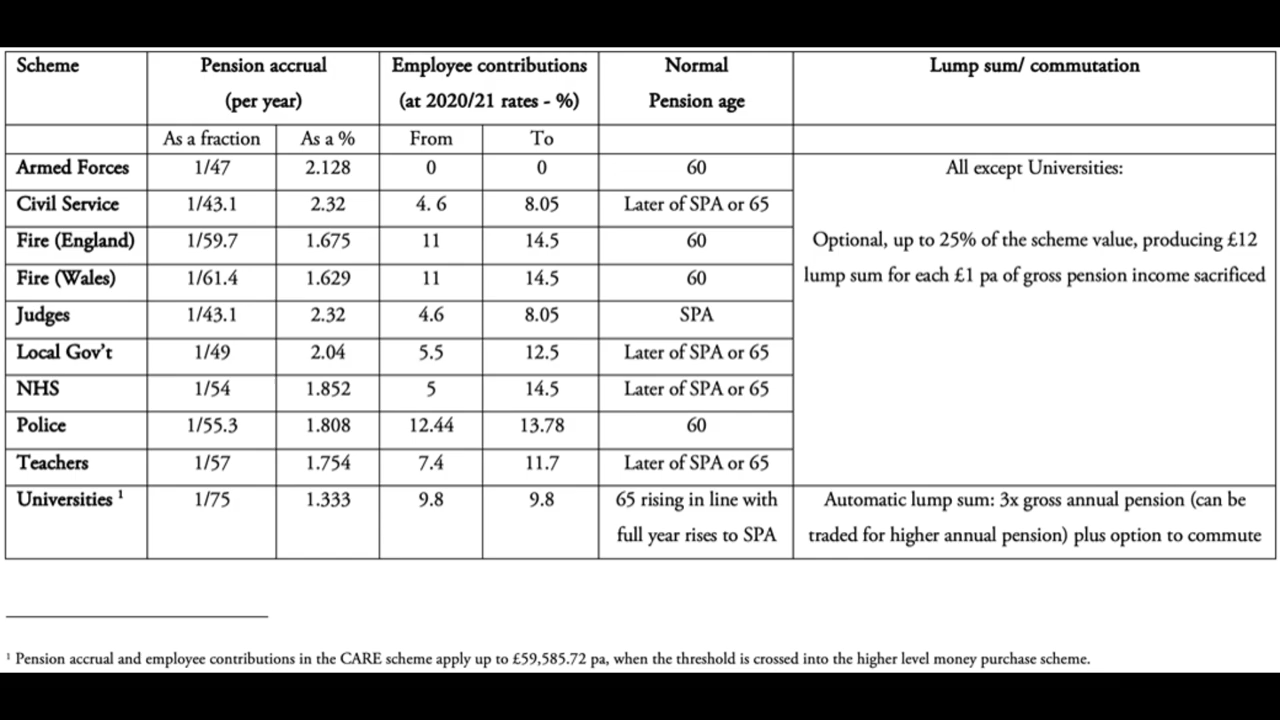 Scheme Pension accrual Employee contributions Normal Lump sum/ commutation
(per year) (at 2020/21 rates - %) Pension age
As a fraction As a % From To
Armed Forces 1/47 2.128 0 0 60 All except Universities:
Civil Service 1/43.1 2.32 4. 6 8.05 Later of SPA or 65
Fire (England) 1/59.7 1.675 11 14.5 60 Optional, up to 25% of the scheme value, producing £12
Fire (Wales) 1/61.4 1.629 11 14.5 60 lump sum for each £1 pa of gross pension income sacrificed
Judges 1/43.1 2.32 4.6 8.05 SPA
Local Gov’t 1/49 2.04 5.5 12.5 Later of SPA or 65
NHS 1/54 1.852 5 14.5 Later of SPA or 65
Police 1/55.3 1.808 12.44 13.78 60
Teachers 1/57 1.754 7.4 11.7 Later of SPA or 65
Universities ¹ 1/75 1.333 9.8 9.8 65 rising in line with Automatic lump sum: 3x gross annual pension (can be
full year rises to SPA traded for higher annual pension) plus option to commute
¹ Pension accrual and employee contributions in the CARE scheme apply up to £59,585.72 pa, when the threshold is crossed into the higher level money purchase scheme.